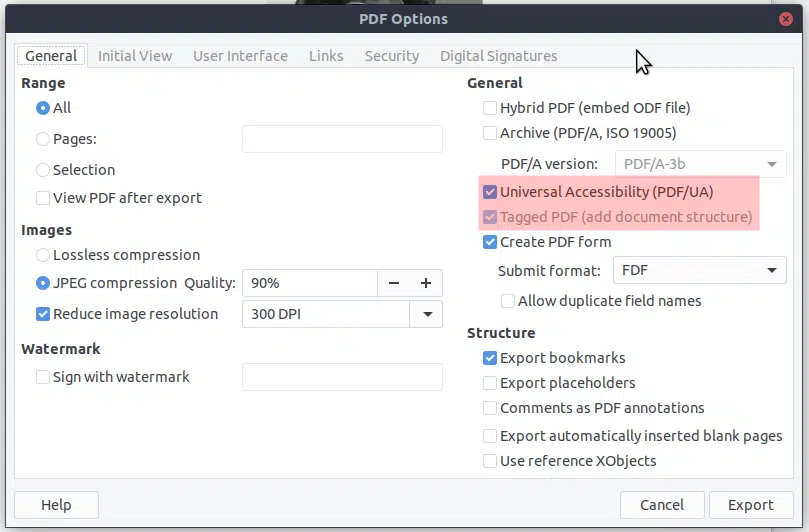 PDF Options
General
Initial View
User Interface
Links
Security
Digital Signatures
Range
All
Pages:
Selection
View PDF after export
Images
Lossless compression
JPEG compression Quality: 90%
Reduce image resolution 300 DPI
Watermark
Sign with watermark
General
Hybrid PDF (embed ODF file)
Archive (PDF/A, ISO 19005)
PDF/A version: PDF/A-3b
Universal Accessibility (PDF/UA)
Tagged PDF (add document structure)
Create PDF form
Submit format: FDF
Allow duplicate field names
Structure
Export bookmarks
Export placeholders
Comments as PDF annotations
Export automatically inserted blank pages
Use reference XObjects
Help
Cancel
Export